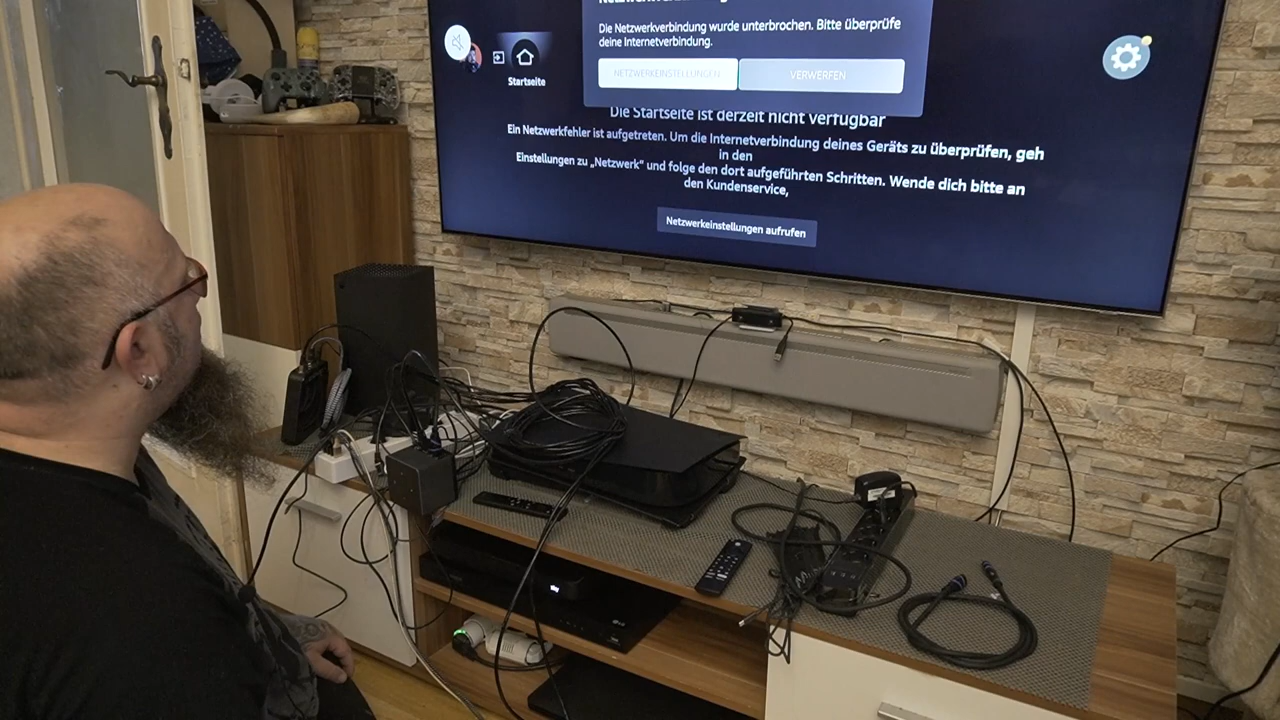 Die Netzwerkverbindung wurde unterbrochen. Bitte überprüfe
deine Internetverbindung.
NETZWERKEINSTELLUNGEN
VERWERFEN
Startseite
Die Startseite ist derzeit nicht verfügbar
Ein Netzwerkfehler ist aufgetreten. Um die Internetverbindung deines Geräts zu überprüfen, geh
in den
Einstellungen zu „Netzwerk" und folge den dort aufgeführten Schritten. Wende dich bitte an
den Kundenservice,
Netzwerkeinstellungen aufrufen
sky
LG